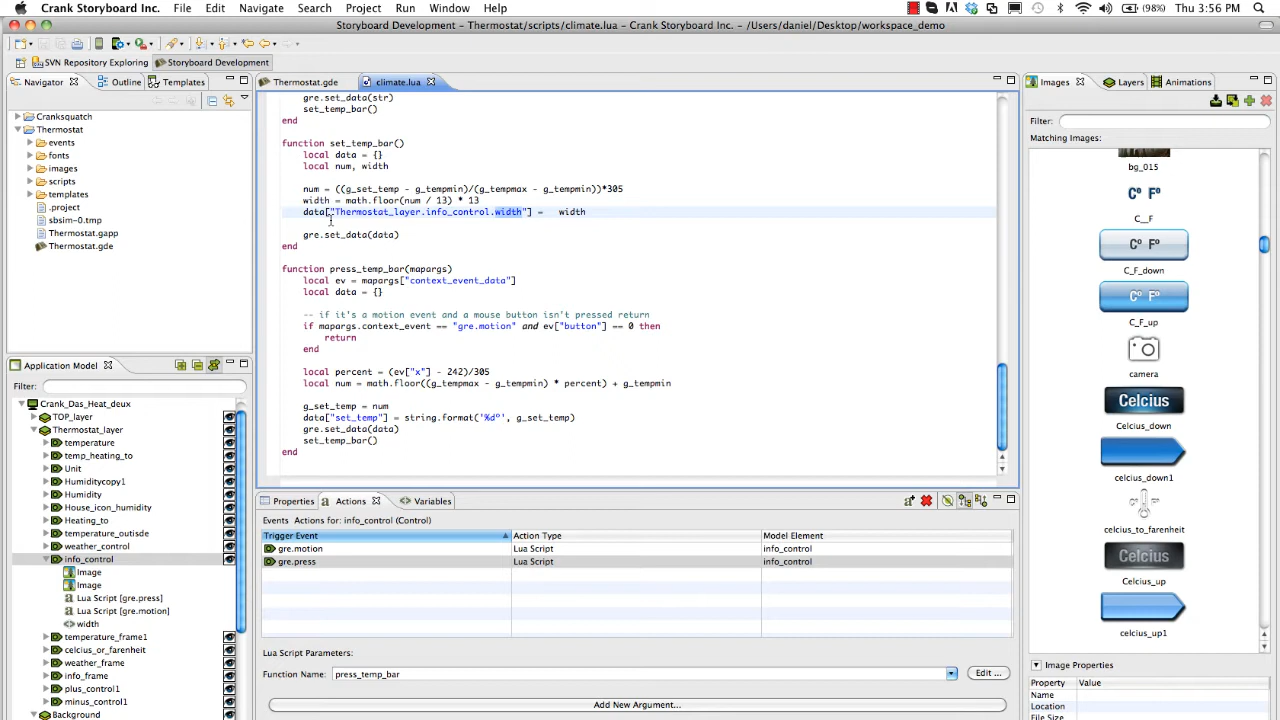 Crank Storyboard Inc. File Edit Navigate Search Project Run Window Help (98%) Thu 3:56 PM
Storyboard Development - Thermostat/scripts/climate.lua - Crank Storyboard - /Users/daniel/Desktop/workspace_demo
SVN Repository Exploring Storyboard Development
Navigator Outline Templates
Cranksquatch
Thermostat
events
fonts
images
scripts
templates
.project
sbsim-0.tmp
Thermostat.gapp
Thermostat.gde
Application Model
Filter:
Crank_Das_Heat_deux
TOP_layer
Thermostat_layer
temperature
temp_heating_to
Unit
Humiditycopy1
Humidity
House_icon_humidity
Heating_to
temperature_outisde
weather_control
info_control
Image
Image
Lua Script [gre.press]
Lua Script [gre.motion]
width
temperature_frame1
celcius_or_farenheit
weather_frame
info_frame
plus_control1
minus_control1
Background
Thermostat.gde climate.lua
gre.set_data(str)
set_temp_bar()
end
function set_temp_bar()
local data = {}
local num, width
num = ((g_set_temp - g_tempmin)/(g_tempmax - g_tempmin))*305
width = math.floor(num / 13) * 13
data["Thermostat_layer.info_control.width"] = width
gre.set_data(data)
end
function press_temp_bar(mapargs)
local ev = mapargs["context_event_data"]
local data = {}
-- if it's a motion event and a mouse button isn't pressed return
if mapargs.context_event == "gre.motion" and ev["button"] == 0 then
return
end
local percent = (ev["x"] - 242)/305
local num = math.floor((g_tempmax - g_tempmin) * percent) + g_tempmin
g_set_temp = num
data["set_temp"] = string.format('%d°', g_set_temp)
gre.set_data(data)
set_temp_bar()
end
Properties Actions Variables
Events Actions for: info_control (Control)
Trigger Event Action Type Model Element
gre.motion Lua Script info_control
gre.press Lua Script info_control
Lua Script Parameters:
Function Name: press_temp_bar Edit ...
Add New Argument...
Images Layers Animations
Filter:
Matching Images:
bg_015
Cº Fº
C__F
Cº Fº
C_F_down
Cº Fº
C_F_up
camera
Celcius
Celcius_down
celcius_down1
celcius_to_farenheit
Celcius
Celcius_up
celcius_up1
Image Properties
Property Value
Name
Location
File Size